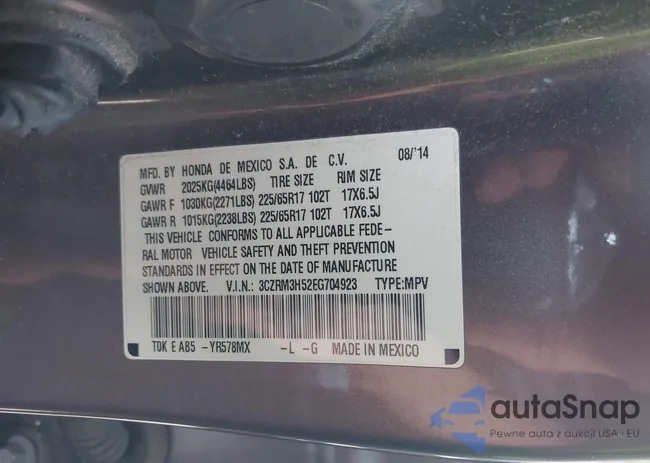 MFD. BY HONDA DE MEXICO S.A. DE C.V. 08/'14
GVWR 2025KG(4464LBS) TIRE SIZE RIM SIZE
GAWR F 1030KG(2271LBS) 225/65R17 102T 17X6.5J
GAWR R 1015KG(2238LBS) 225/65R17 102T 17X6.5J
THIS VEHICLE CONFORMS TO ALL APPLICABLE FEDE-
RAL MOTOR VEHICLE SAFETY AND THEFT PREVENTION
STANDARDS IN EFFECT ON THE DATE OF MANUFACTURE
SHOWN ABOVE. V.I.N.: 3CZRM3H52EG704923 TYPE:MPV
TOK E AB5 -YR578MX -L -G MADE IN MEXICO
autaSnap
Pewne auta z aukcji USA i EU